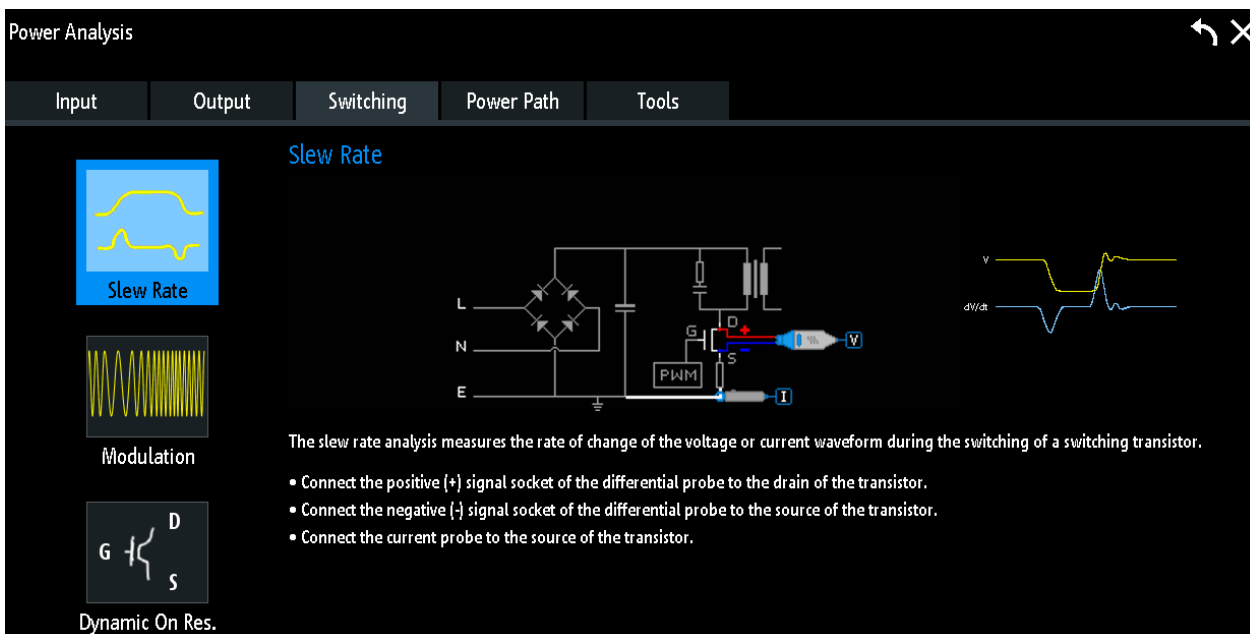 Power Analysis
Input Output Switching Power Path Tools
Slew Rate
Slew Rate
L
N
E
D
+
G
-
S
PWM
V
I
V
dV/dt
Modulation
The slew rate analysis measures the rate of change of the voltage or current waveform during the switching of a switching transistor.
• Connect the positive (+) signal socket of the differential probe to the drain of the transistor.
• Connect the negative (-) signal socket of the differential probe to the source of the transistor.
• Connect the current probe to the source of the transistor.
D
G
S
Dynamic On Res.